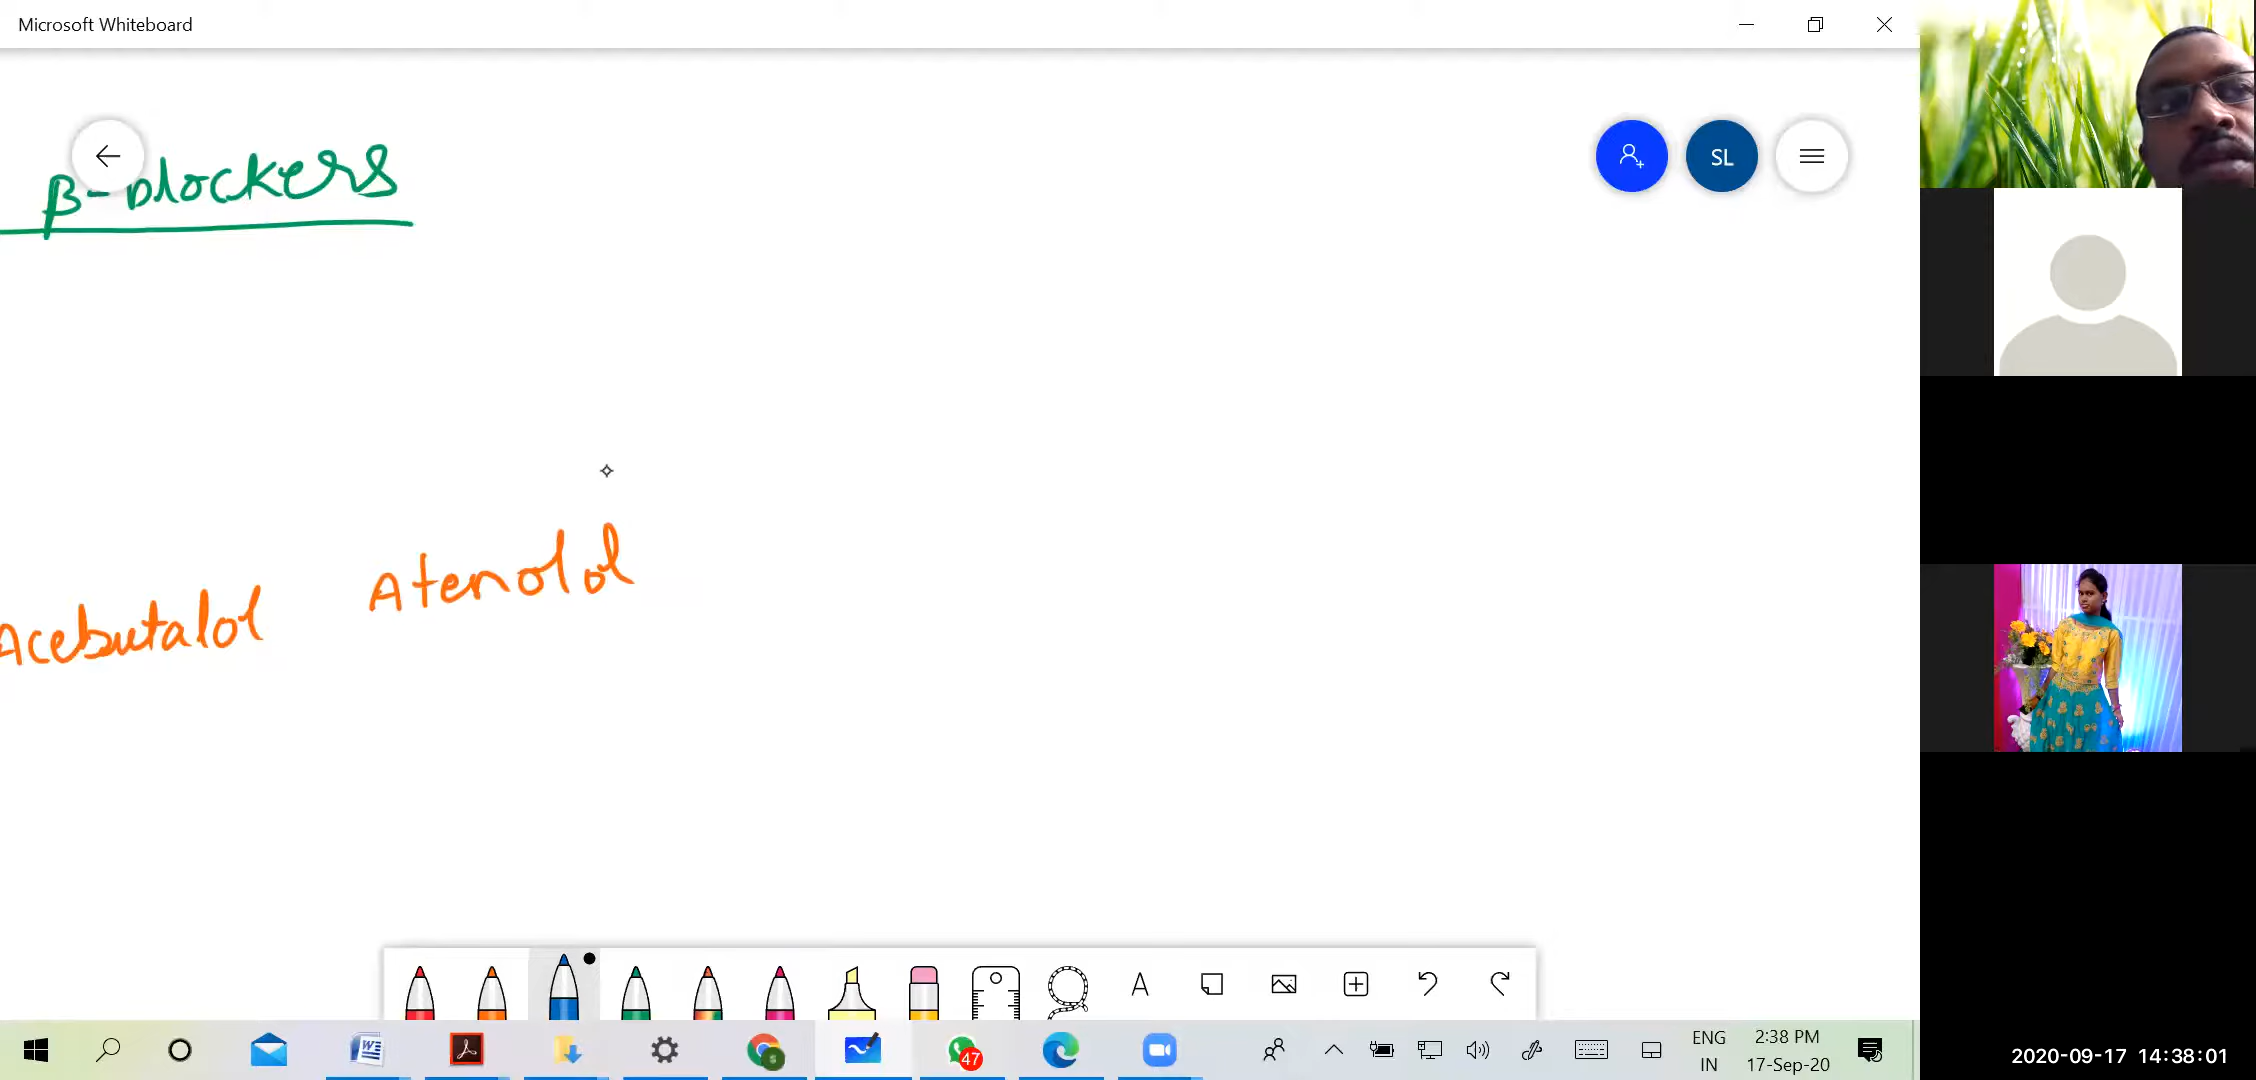 Microsoft Whiteboard
β-blockers
SL
Atenolol
Acebutalol
A
W
47
ENG
IN
2:38 PM
17-Sep-20
2020-09-17 14:38:01